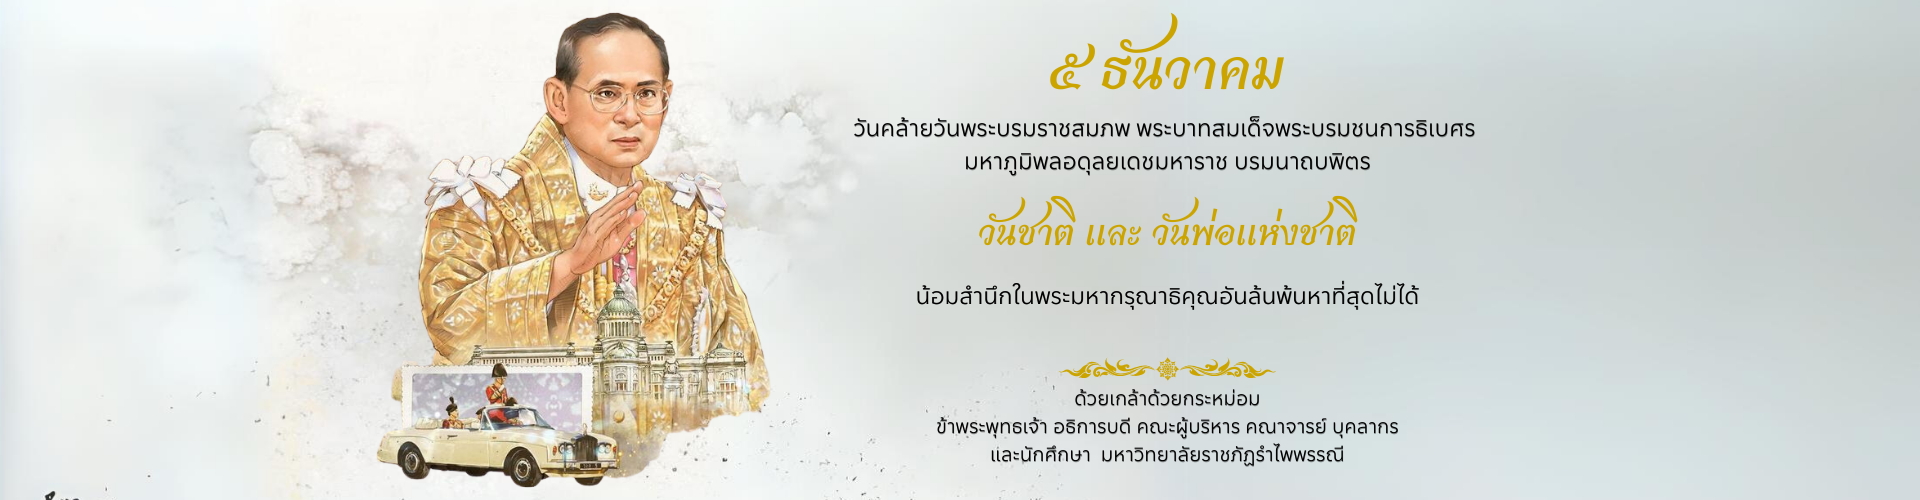 ๕ ธันวาคม
วันคล้ายวันพระบรมราชสมภพ พระบาทสมเด็จพระบรมชนกาธิเบศร
มหาภูมิพลอดุลยเดชมหาราช บรมนาถบพิตร
วันชาติ และ วันพ่อแห่งชาติ
น้อมสำนึกในพระมหากรุณาธิคุณอันล้นพ้นหาที่สุดไม่ได้
ด้วยเกล้าด้วยกระหม่อม
ข้าพระพุทธเจ้า อธิการบดี คณะผู้บริหาร คณาจารย์ บุคลากร
และนักศึกษา มหาวิทยาลัยราชภัฏรำไพพรรณี